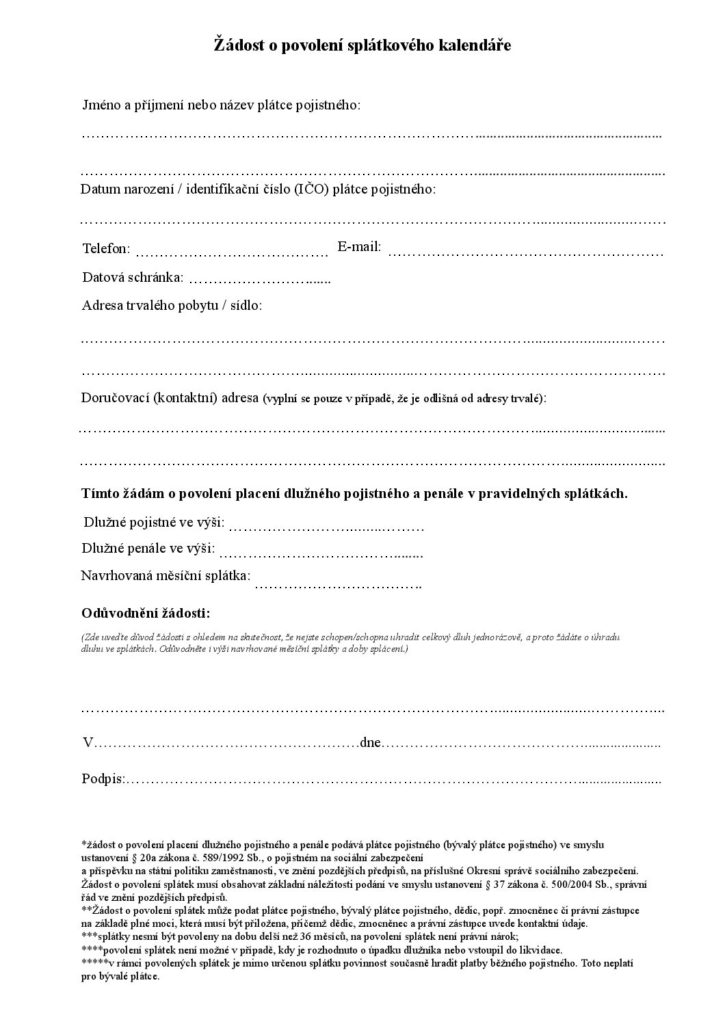 Žádost o povolení splátkového kalendáře
Jméno a příjmení nebo název plátce pojistného:
Datum narození / identifikační číslo (IČO) plátce pojistného:
Telefon: ………………………………… E-mail: …………………………………………………
Datová schránka: ……………………......
Adresa trvalého pobytu / sídlo:
Doručovací (kontaktní) adresa (vyplní se pouze v případě, že je odlišná od adresy trvalé):
Tímto žádám o povolení placení dlužného pojistného a penále v pravidelných splátkách.
Dlužné pojistné ve výši: …………………….........………
Dlužné penále ve výši: ………………………………........
Navrhovaná měsíční splátka: …………………………….
Odůvodnění žádosti:
(Zde uveďte důvod žádosti s ohledem na skutečnost, že nejste schopen/schopna uhradit celkový dluh jednorázově, a proto žádáte o úhradu
dluhu ve splátkách. Odůvodněte i výši navrhované měsíční splátky a doby splácení.)
V……………………………………………….dne……………………………………......................
Podpis:…………………………………………………………………………………......................
*žádost o povolení placení dlužného pojistného a penále podává plátce pojistného (bývalý plátce pojistného) ve smyslu
ustanovení § 20a zákona č. 589/1992 Sb., o pojistném na sociální zabezpečení
a příspěvku na státní politiku zaměstnanosti, ve znění pozdějších předpisů, na příslušné Okresní správě sociálního zabezpečení.
Žádost o povolení splátek musí obsahovat základní náležitosti podání ve smyslu ustanovení § 37 zákona č. 500/2004 Sb., správní
řád ve znění pozdějších předpisů.
**Žádost o povolení splátek může podat plátce pojistného, bývalý plátce pojistného, dědic, popř. zmocněnec či právní zástupce
na základě plné moci, která musí být přiložena, přičemž dědic, zmocněnec a právní zástupce uvede kontaktní údaje.
***splátky nesmí být povoleny na dobu delší než 36 měsíců, na povolení splátek není právní nárok;
****povolení splátek není možné v případě, kdy je rozhodnuto o úpadku dlužníka nebo vstoupil do likvidace.
*****v rámci povolených splátek je mimo určenou splátku povinnost současně hradit platby běžného pojistného. Toto neplatí
pro bývalé plátce.